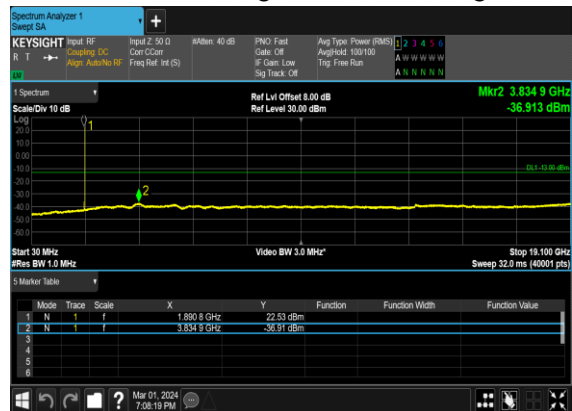 Spectrum Analyzer 1
Swept SA
+
KEYSIGHT Input: RF Input Z: 50 Ω #Atten: 40 dB PNO: Fast Avg Type: Power (RMS) 1 2 3 4 5 6
R T Coupling: DC Corr CCorr Gate: Off Avg|Hold: 100/100 A W W W W W
Align: Auto/No RF Freq Ref: Int (S) IF Gain: Low Trig: Free Run
LW Sig Track: Off A N N N N N
1 Spectrum Ref Lvl Offset 8.00 dB Mkr2 3.834 9 GHz
Scale/Div 10 dB Ref Level 30.00 dBm -36.913 dBm
Log
20.0 1
10.0
0.00
-10.0 DL1 -13.00 dBm
-20.0
-30.0 2
-40.0
-50.0
-60.0
Start 30 MHz Video BW 3.0 MHz* Stop 19.100 GHz
#Res BW 1.0 MHz Sweep 32.0 ms (40001 pts)
5 Marker Table
Mode Trace Scale X Y Function Function Width Function Value
1 N 1 f 1.890 8 GHz 22.53 dBm
2 N 1 f 3.834 9 GHz -36.91 dBm
3
4
5
6
? Mar 01, 2024
7:08:19 PM